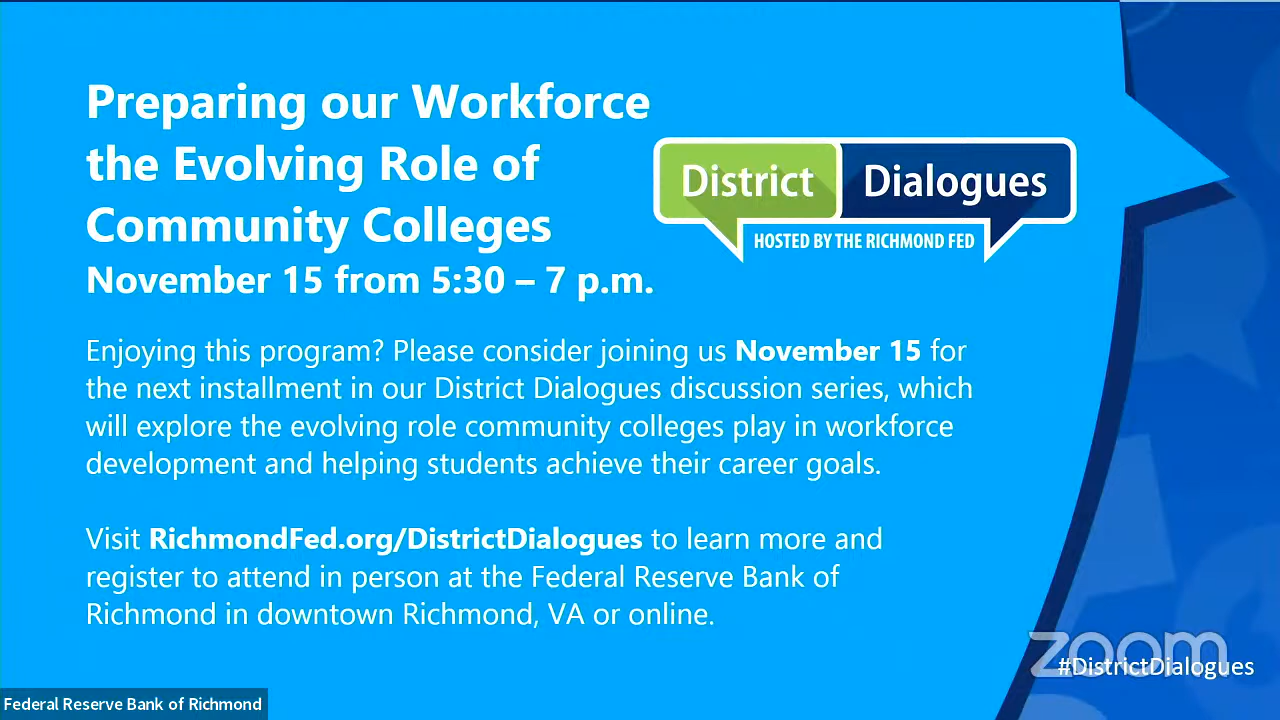 Preparing our Workforce
the Evolving Role of
Community Colleges
November 15 from 5:30 – 7 p.m.
District Dialogues
HOSTED BY THE RICHMOND FED
Enjoying this program? Please consider joining us November 15 for
the next installment in our District Dialogues discussion series, which
will explore the evolving role community colleges play in workforce
development and helping students achieve their career goals.
Visit RichmondFed.org/DistrictDialogues to learn more and
register to attend in person at the Federal Reserve Bank of
Richmond in downtown Richmond, VA or online.
zoom
#DistrictDialogues
Federal Reserve Bank of Richmond